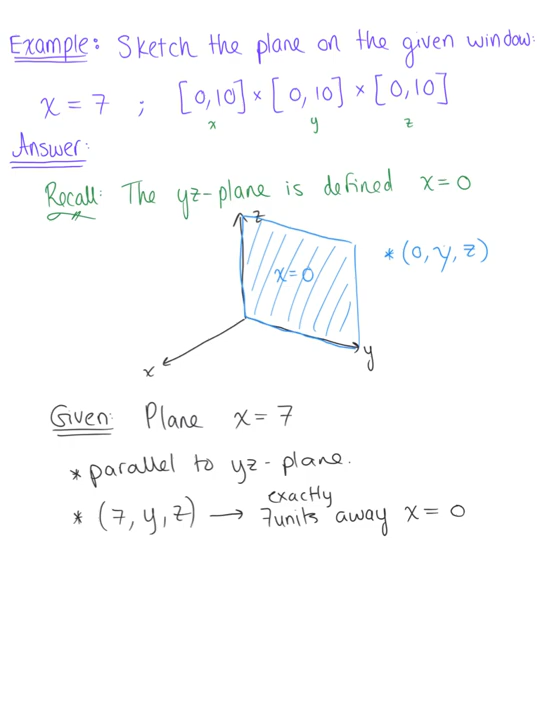 Example: Sketch the plane on the given window:
x = 7 ; [0,10] × [0,10] × [0,10]
x y z
Answer:
Recall: The yz-plane is defined x = 0
z
x = 0
* (0, y, z)
y
x
Given: Plane x = 7
* parallel to yz-plane.
* (7, y, z) → exactly
7units away x = 0